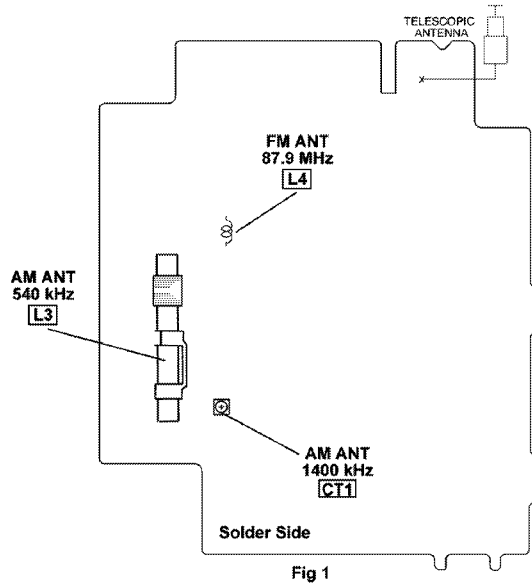 TELESCOPIC
ANTENNA
FM ANT
87.9 MHz
L4
AM ANT
540 kHz
L3
AM ANT
1400 kHz
CT1
Solder Side
Fig 1